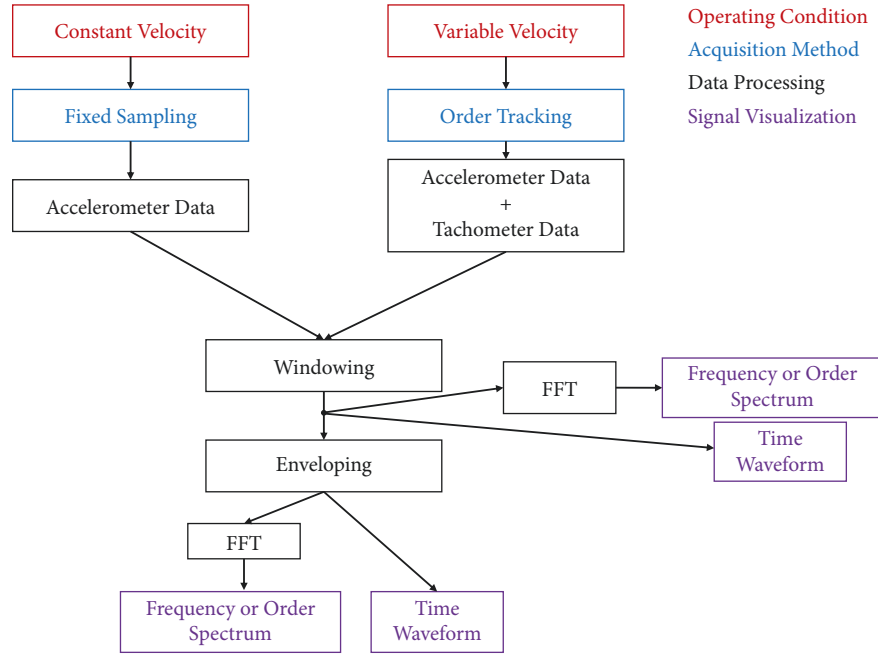 Constant Velocity
Variable Velocity
Operating Condition
Acquisition Method
Data Processing
Signal Visualization
Fixed Sampling
Order Tracking
Accelerometer Data
Accelerometer Data
+
Tachometer Data
Windowing
FFT
Frequency or Order
Spectrum
Time
Waveform
Enveloping
FFT
Frequency or Order
Spectrum
Time
Waveform